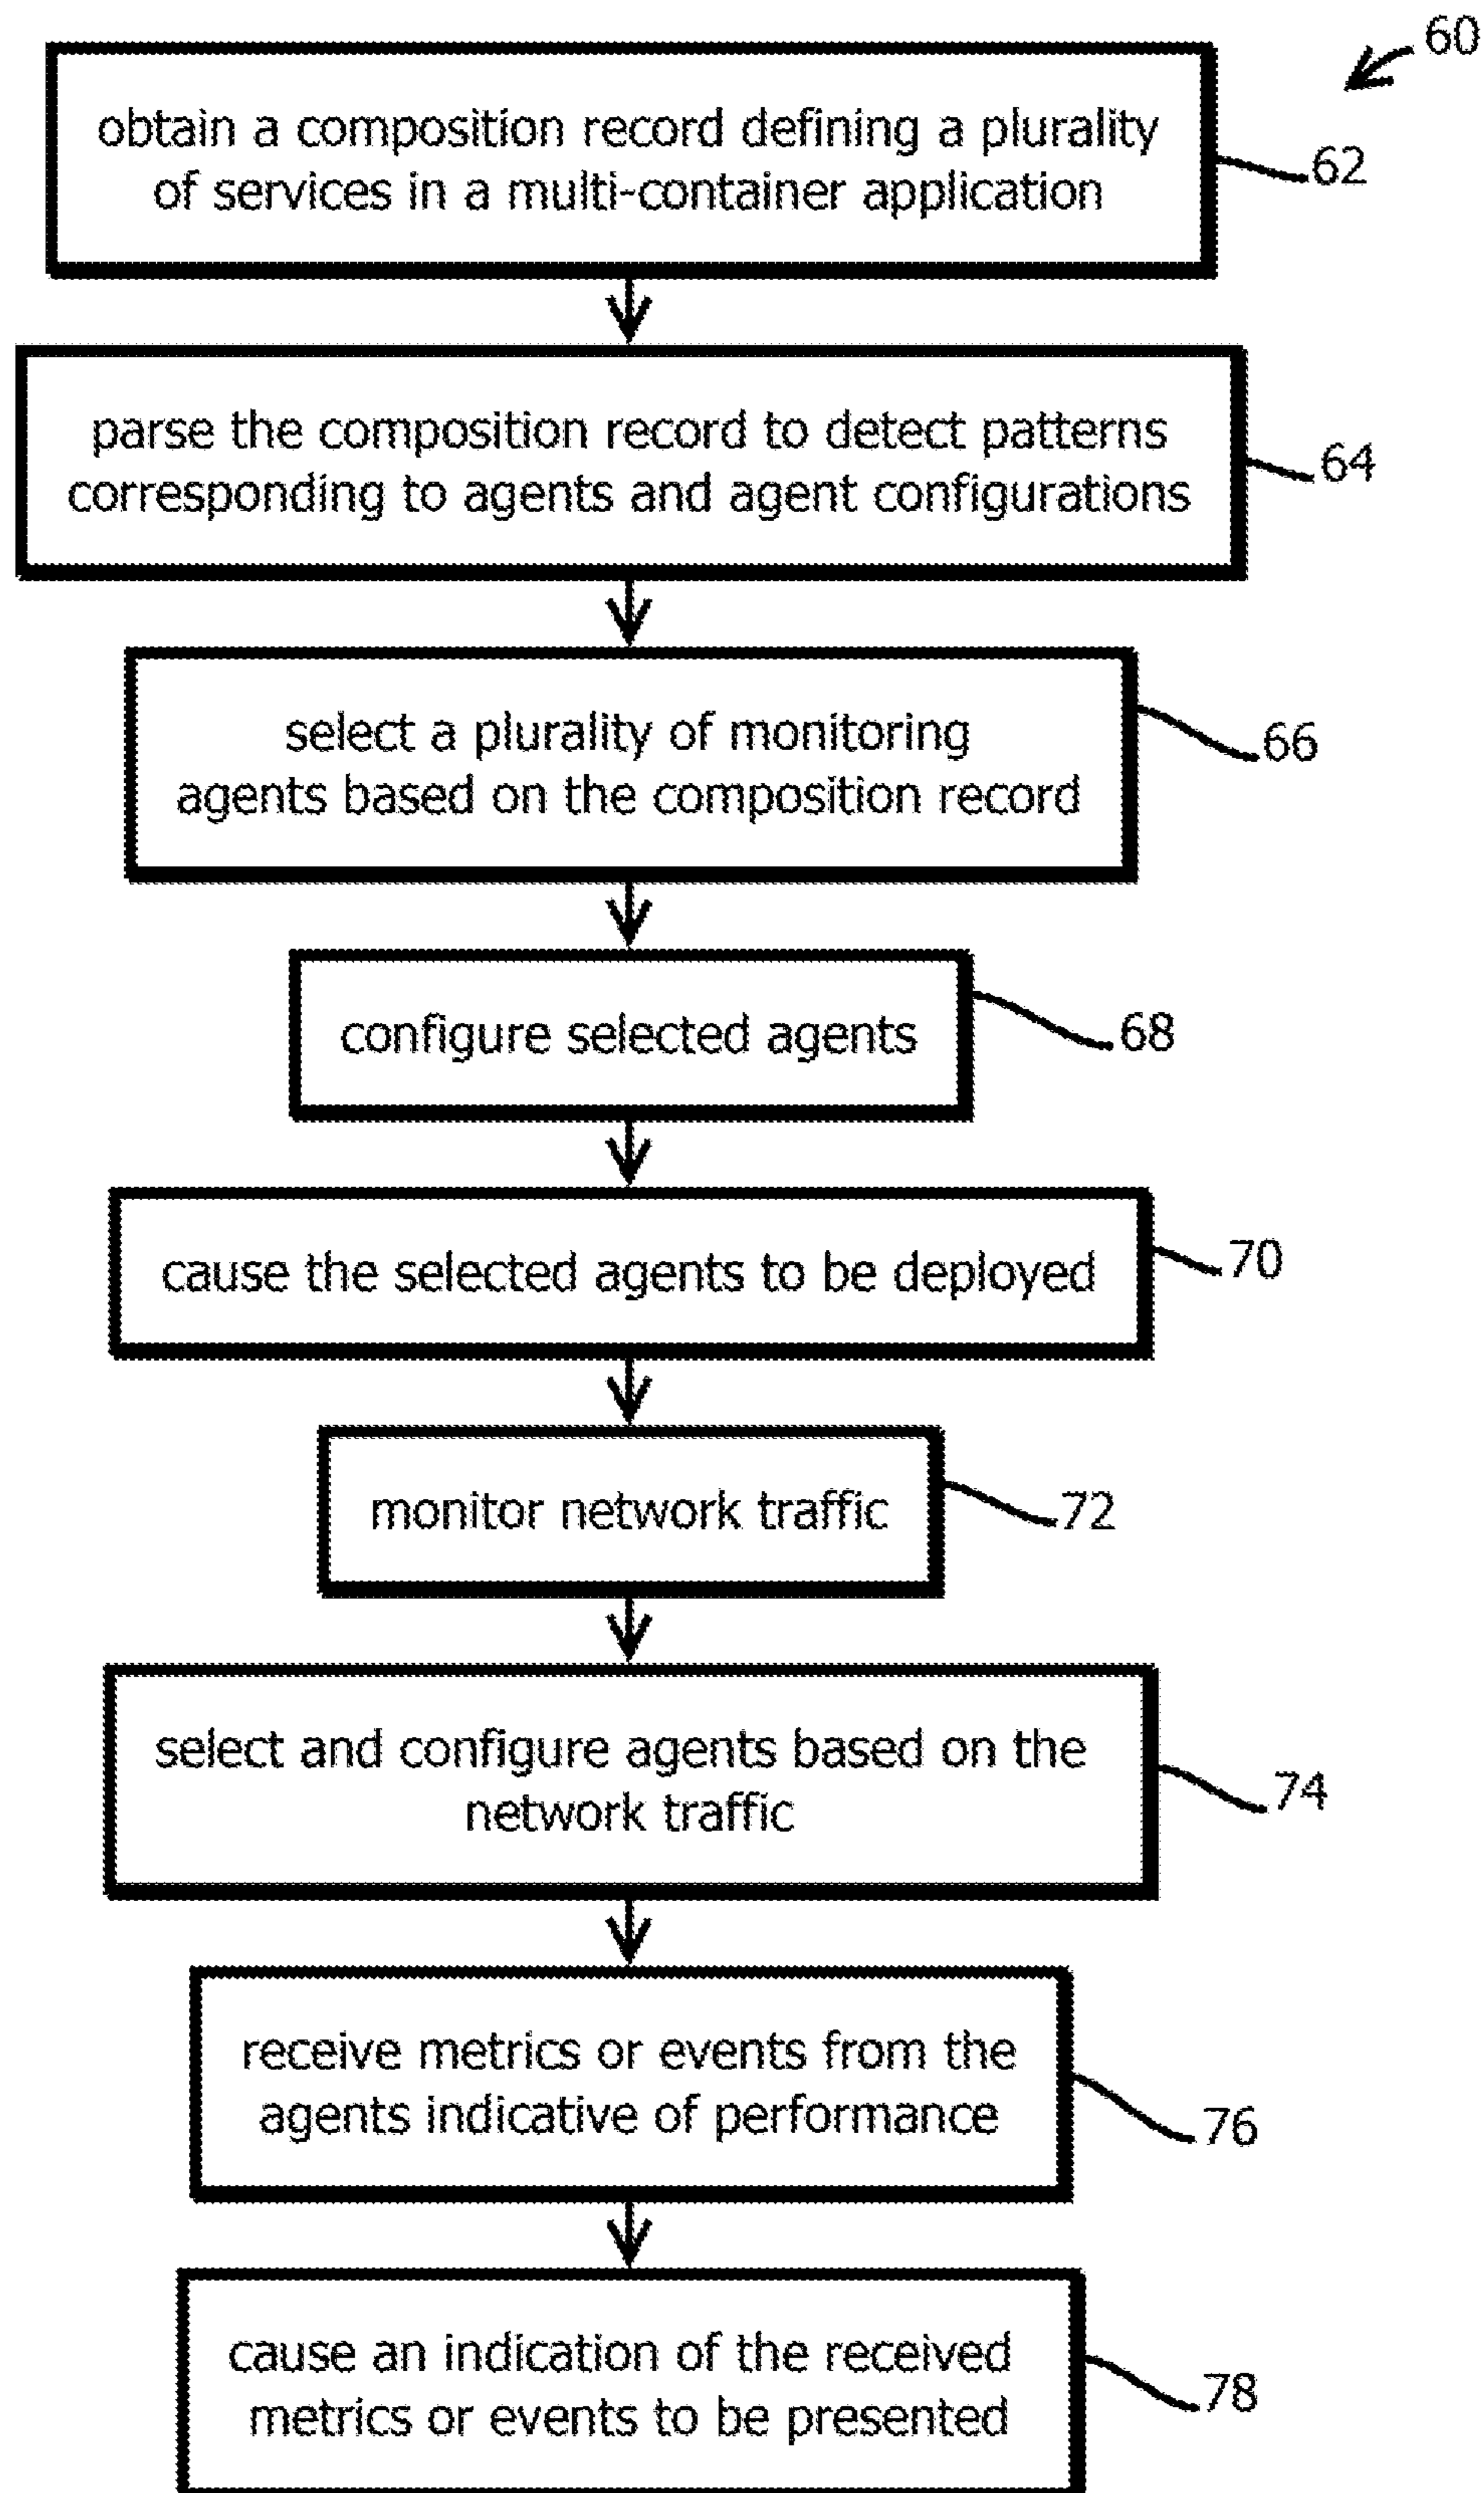 60
obtain a composition record defining a plurality
of services in a multi-container application
62
parse the composition record to detect patterns
corresponding to agents and agent configurations
64
select a plurality of monitoring
agents based on the composition record
66
configure selected agents
68
cause the selected agents to be deployed
70
monitor network traffic
72
select and configure agents based on the
network traffic
74
receive metrics or events from the
agents indicative of performance
76
cause an indication of the received
metrics or events to be presented
78